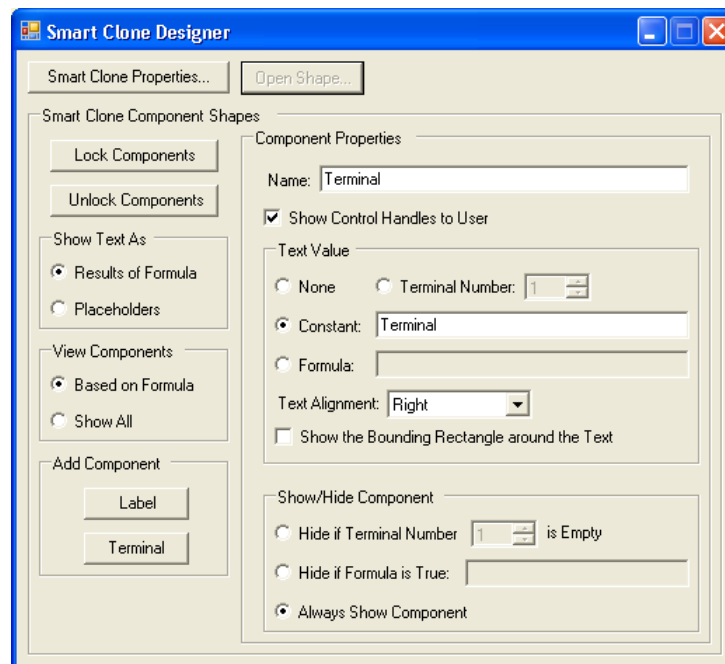 Smart Clone Designer
Smart Clone Properties... Open Shape...
Smart Clone Component Shapes
Lock Components
Unlock Components
Show Text As
Results of Formula
Placeholders
View Components
Based on Formula
Show All
Add Component
Label
Terminal
Component Properties
Name: Terminal
Show Control Handles to User
Text Value
None Terminal Number: 1
Constant: Terminal
Formula:
Text Alignment: Right
Show the Bounding Rectangle around the Text
Show/Hide Component
Hide if Terminal Number 1 is Empty
Hide if Formula is True:
Always Show Component